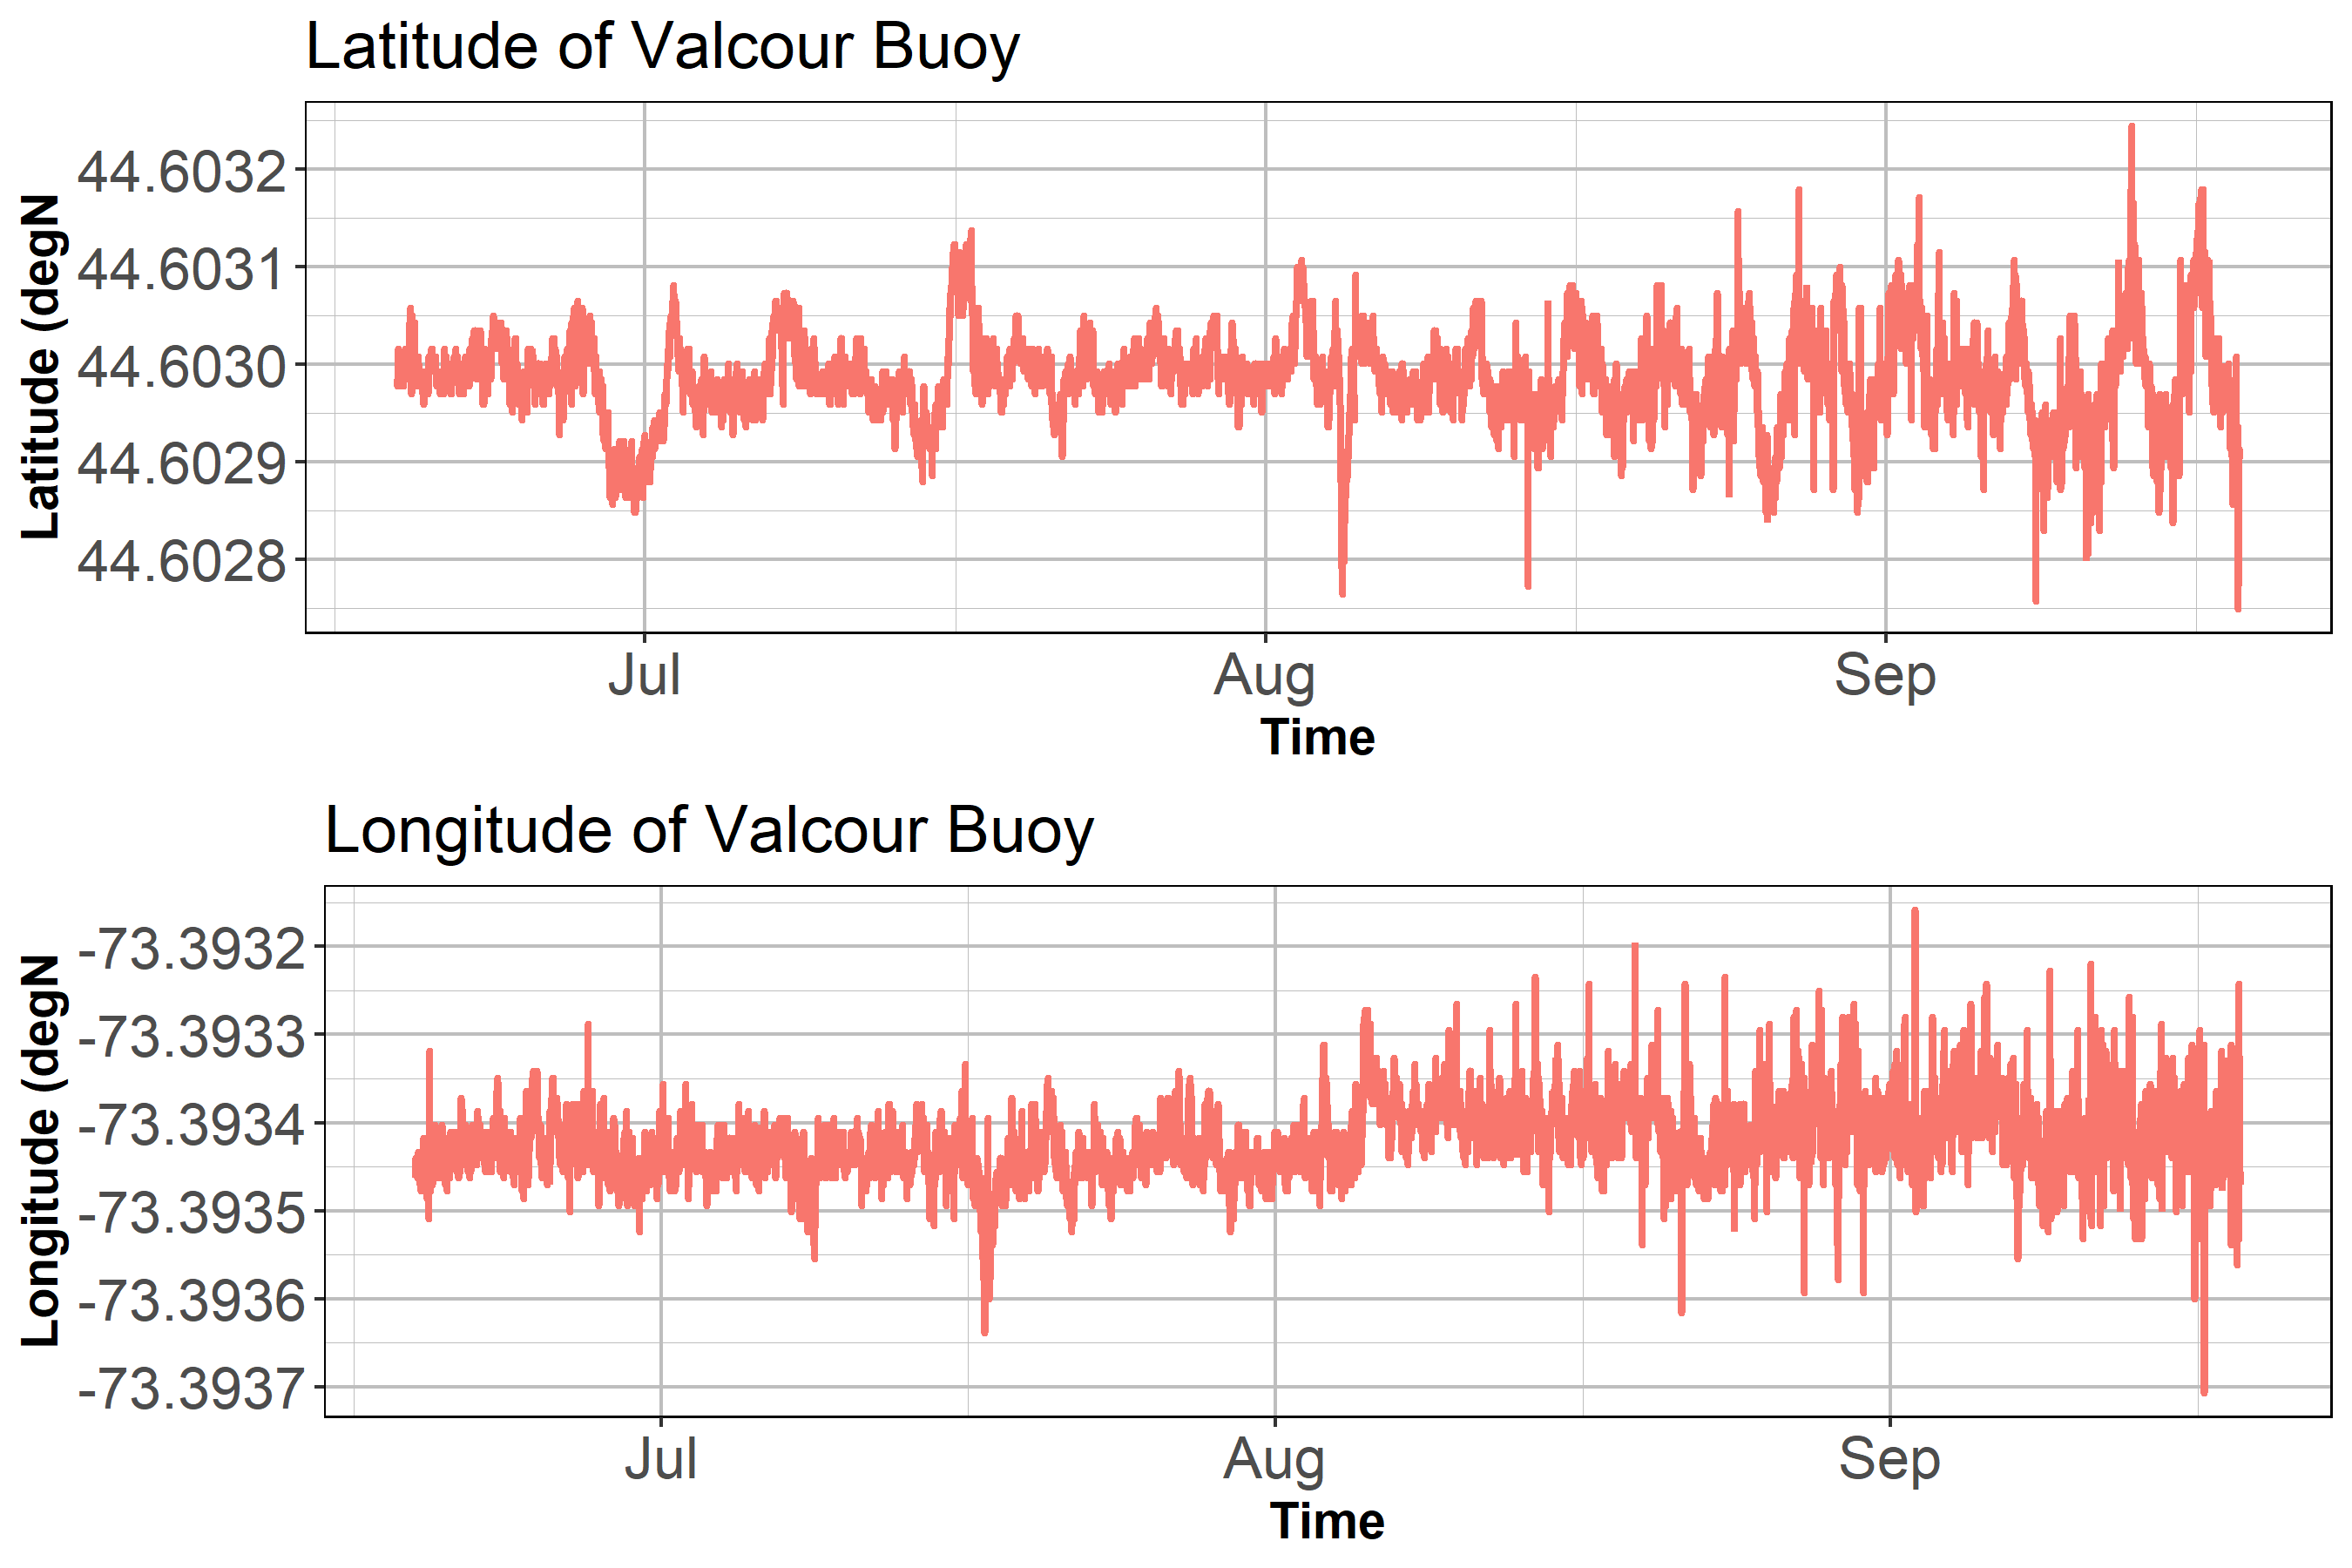 Latitude of Valcour Buoy
Latitude (degN
44.6032
44.6031
44.6030
44.6029
44.6028
Jul Aug Sep
Time
Longitude of Valcour Buoy
Longitude (degN
-73.3932
-73.3933
-73.3934
-73.3935
-73.3936
-73.3937
Jul Aug Sep
Time